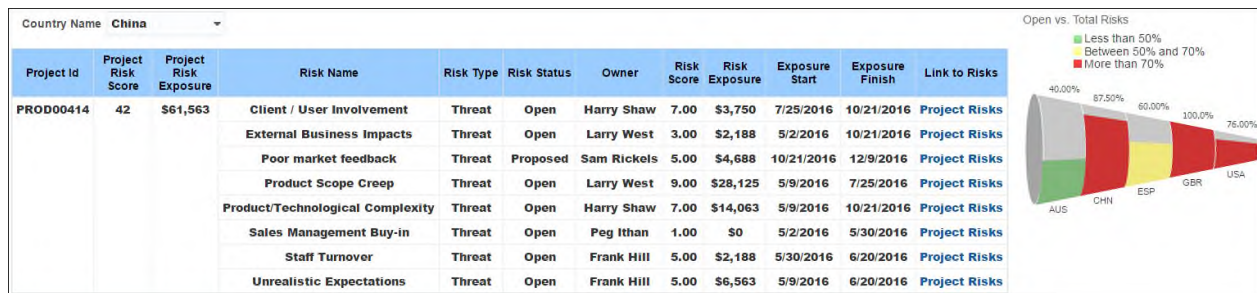 Country Name China
Project Id Project Risk Score Project Risk Exposure Risk Name Risk Type Risk Status Owner Risk Score Risk Exposure Exposure Start Exposure Finish Link to Risks
PROD00414 42 $61,563 Client / User Involvement Threat Open Harry Shaw 7.00 $3,750 7/25/2016 10/21/2016 Project Risks
External Business Impacts Threat Open Larry West 3.00 $2,188 5/2/2016 10/21/2016 Project Risks
Poor market feedback Threat Proposed Sam Rickels 5.00 $4,688 10/21/2016 12/9/2016 Project Risks
Product Scope Creep Threat Open Larry West 9.00 $28,125 5/9/2016 7/25/2016 Project Risks
Product/Technological Complexity Threat Open Harry Shaw 7.00 $14,063 5/9/2016 10/21/2016 Project Risks
Sales Management Buy-in Threat Open Peg Ithan 1.00 $0 5/2/2016 5/30/2016 Project Risks
Staff Turnover Threat Open Frank Hill 5.00 $2,188 5/30/2016 6/20/2016 Project Risks
Unrealistic Expectations Threat Open Frank Hill 5.00 $6,563 5/9/2016 6/20/2016 Project Risks
Open vs. Total Risks
Less than 50%
Between 50% and 70%
More than 70%
40.00% 87.50% 60.00% 100.0% 76.00%
AUS CHN ESP GBR USA